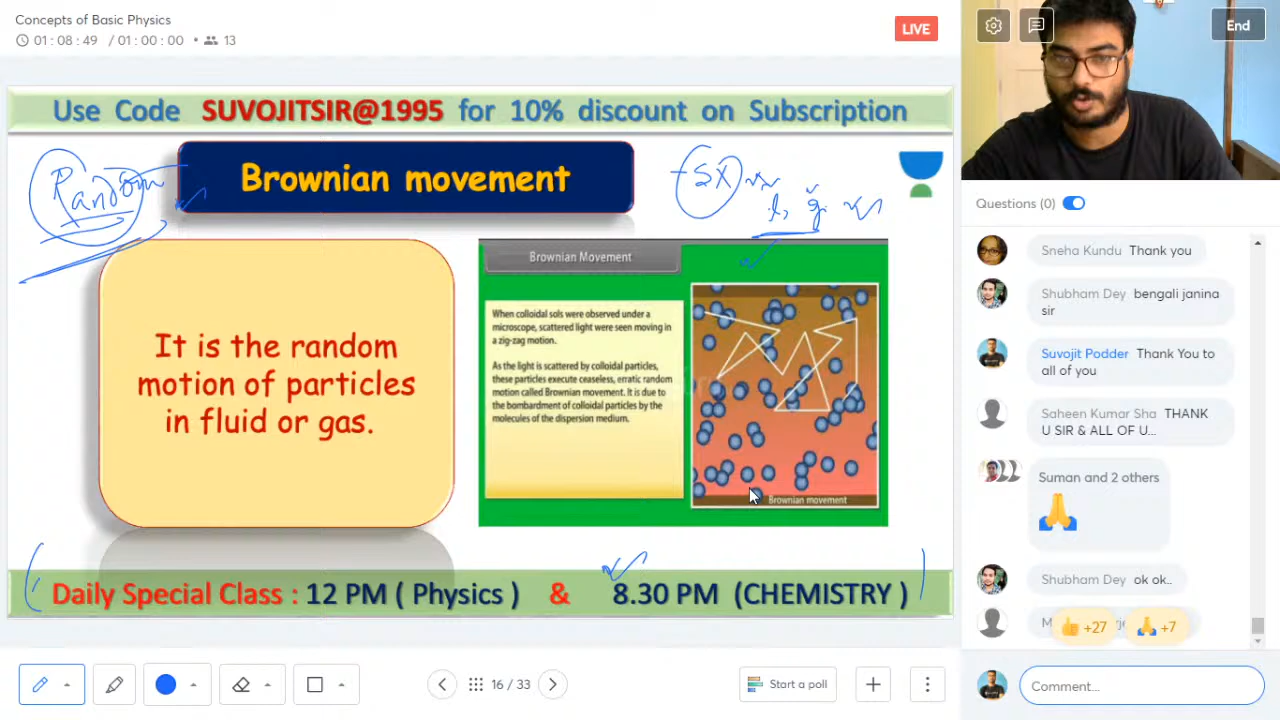 Concepts of Basic Physics
01:08:49 / 01:00:00 • 13
LIVE
End
Use Code SUVOJITSIR@1995 for 10% discount on Subscription
Random
Brownian movement
It is the random
motion of particles
in fluid or gas.
Brownian Movement
When colloidal sols were observed under a
microscope, scattered light were seen moving in
a zig-zag motion.
As the light is scattered by colloidal particles,
these particles execute ceaseless, erratic random
motion called Brownian movement. It is due to
the bombardment of colloidal particles by the
molecules of the dispersion medium.
Brownian movement
Daily Special Class : 12 PM ( Physics ) & 8.30 PM (CHEMISTRY )
16 / 33
Start a poll
Questions (0)
Sneha Kundu Thank you
Shubham Dey bengali janina
sir
Suvojit Podder Thank You to
all of you
Saheen Kumar Sha THANK
U SIR & ALL OF U...
Suman and 2 others
Shubham Dey ok ok..
+27 +7
Comment...